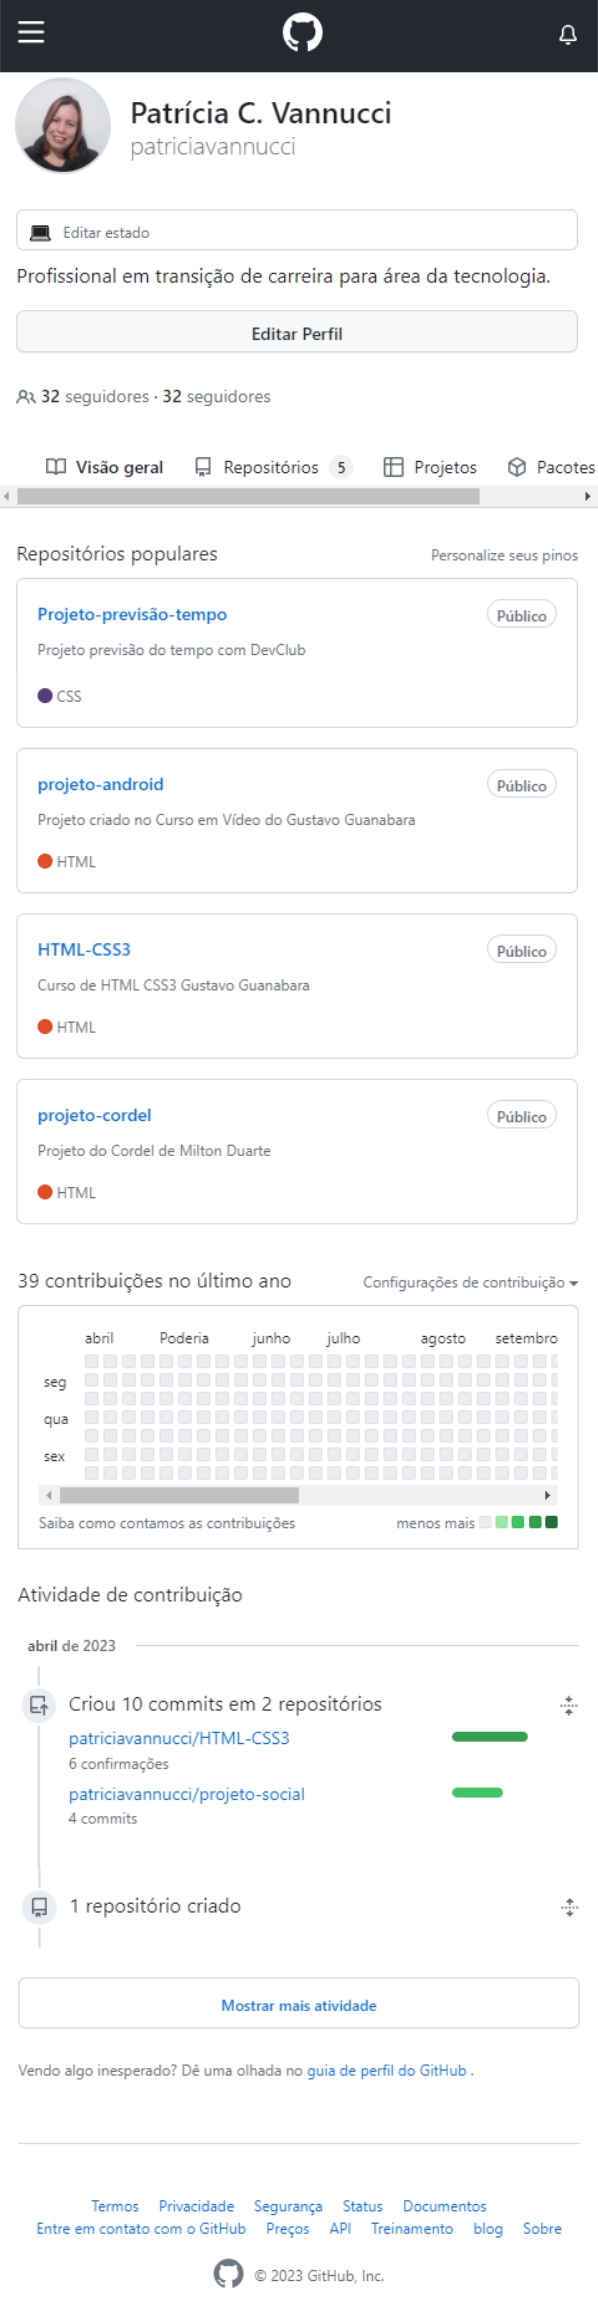 Patrícia C. Vannucci
patriciavannucci
Editar estado
Profissional em transição de carreira para área da tecnologia.
Editar Perfil
32 seguidores · 32 seguidores
Visão geral Repositórios 5 Projetos Pacotes
Repositórios populares Personalize seus pinos
Projeto-previsão-tempo Público
Projeto previsão do tempo com DevClub
CSS
projeto-android Público
Projeto criado no Curso em Vídeo do Gustavo Guanabara
HTML
HTML-CSS3 Público
Curso de HTML CSS3 Gustavo Guanabara
HTML
projeto-cordel Público
Projeto do Cordel de Milton Duarte
HTML
39 contribuições no último ano Configurações de contribuição
abril Poderia junho julho agosto setembro
seg
qua
sex
Saiba como contamos as contribuições menos mais
Atividade de contribuição
abril de 2023
Criou 10 commits em 2 repositórios
patriciavannucci/HTML-CSS3
6 confirmações
patriciavannucci/projeto-social
4 commits
1 repositório criado
Mostrar mais atividade
Vendo algo inesperado? Dê uma olhada no guia de perfil do GitHub .
Termos Privacidade Segurança Status Documentos
Entre em contato com o GitHub Preços API Treinamento blog Sobre
© 2023 GitHub, Inc.